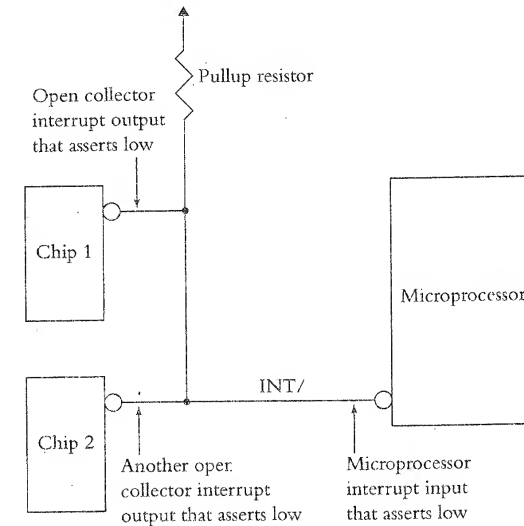 Pullup resistor
Open collector
interrupt output
that asserts low
Chip 1
Microprocessor
INT/
Chip 2
Another oper.
collector interrupt
output that asserts low
Microprocessor
interrupt input
that asserts low